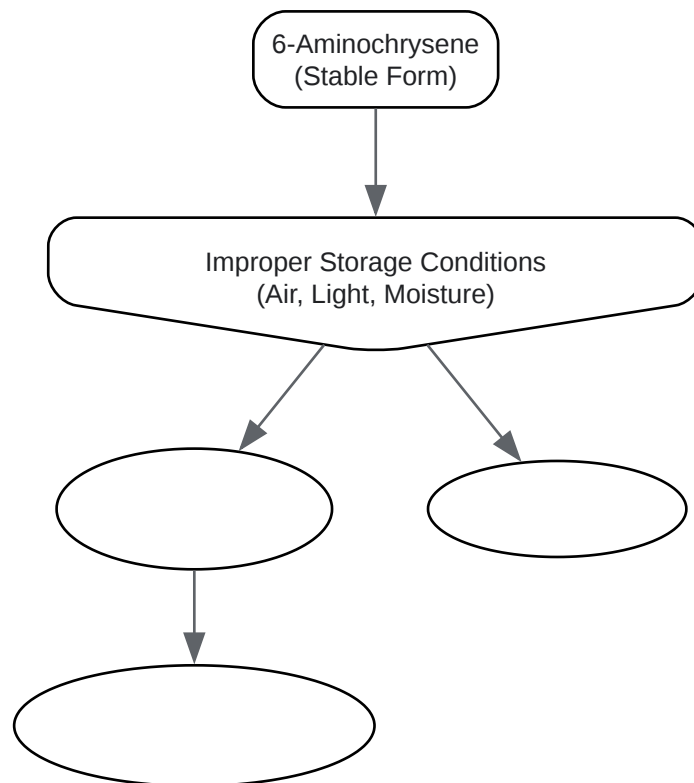 6-Aminochrysene
(Stable Form)
Improper Storage Conditions
(Air, Light, Moisture)